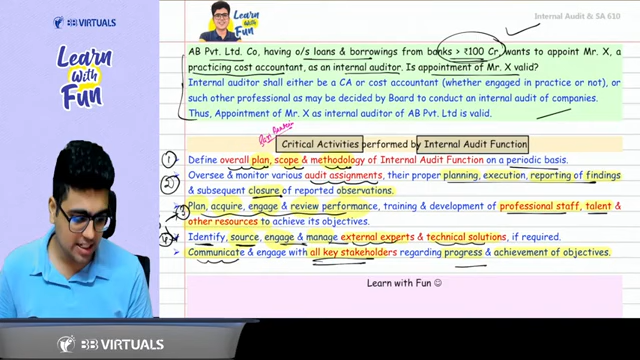 BB VIRTUALS
Learn
With
Fun
Internal Audit & SA 610
Learn
With Fun
AB Pvt. Ltd. Co, having o/s loans & borrowings from banks > ₹100 Cr, wants to appoint Mr. X, a
practicing cost accountant, as an internal auditor. Is appointment of Mr. X valid?
Internal auditor shall either be a CA or cost accountant (whether engaged in practice or not), or
such other professional as may be decided by Board to conduct an internal audit of companies.
Thus, Appointment of Mr. X as internal auditor of AB Pvt. Ltd is valid.
Critical Activities performed by Internal Audit Function
1 ➢ Define overall plan, scope & methodology of Internal Audit Function on a periodic basis.
2 ➢ Oversee & monitor various audit assignments, their proper planning, execution, reporting of findings
& subsequent closure of reported observations.
3 Plan, acquire, engage & review performance, training & development of professional staff, talent &
other resources to achieve its objectives.
4 ➢ Identify, source, engage & manage external experts & technical solutions, if required.
➢ Communicate & engage with all key stakeholders regarding progress & achievement of objectives.
Learn with Fun ☺
BB VIRTUALS